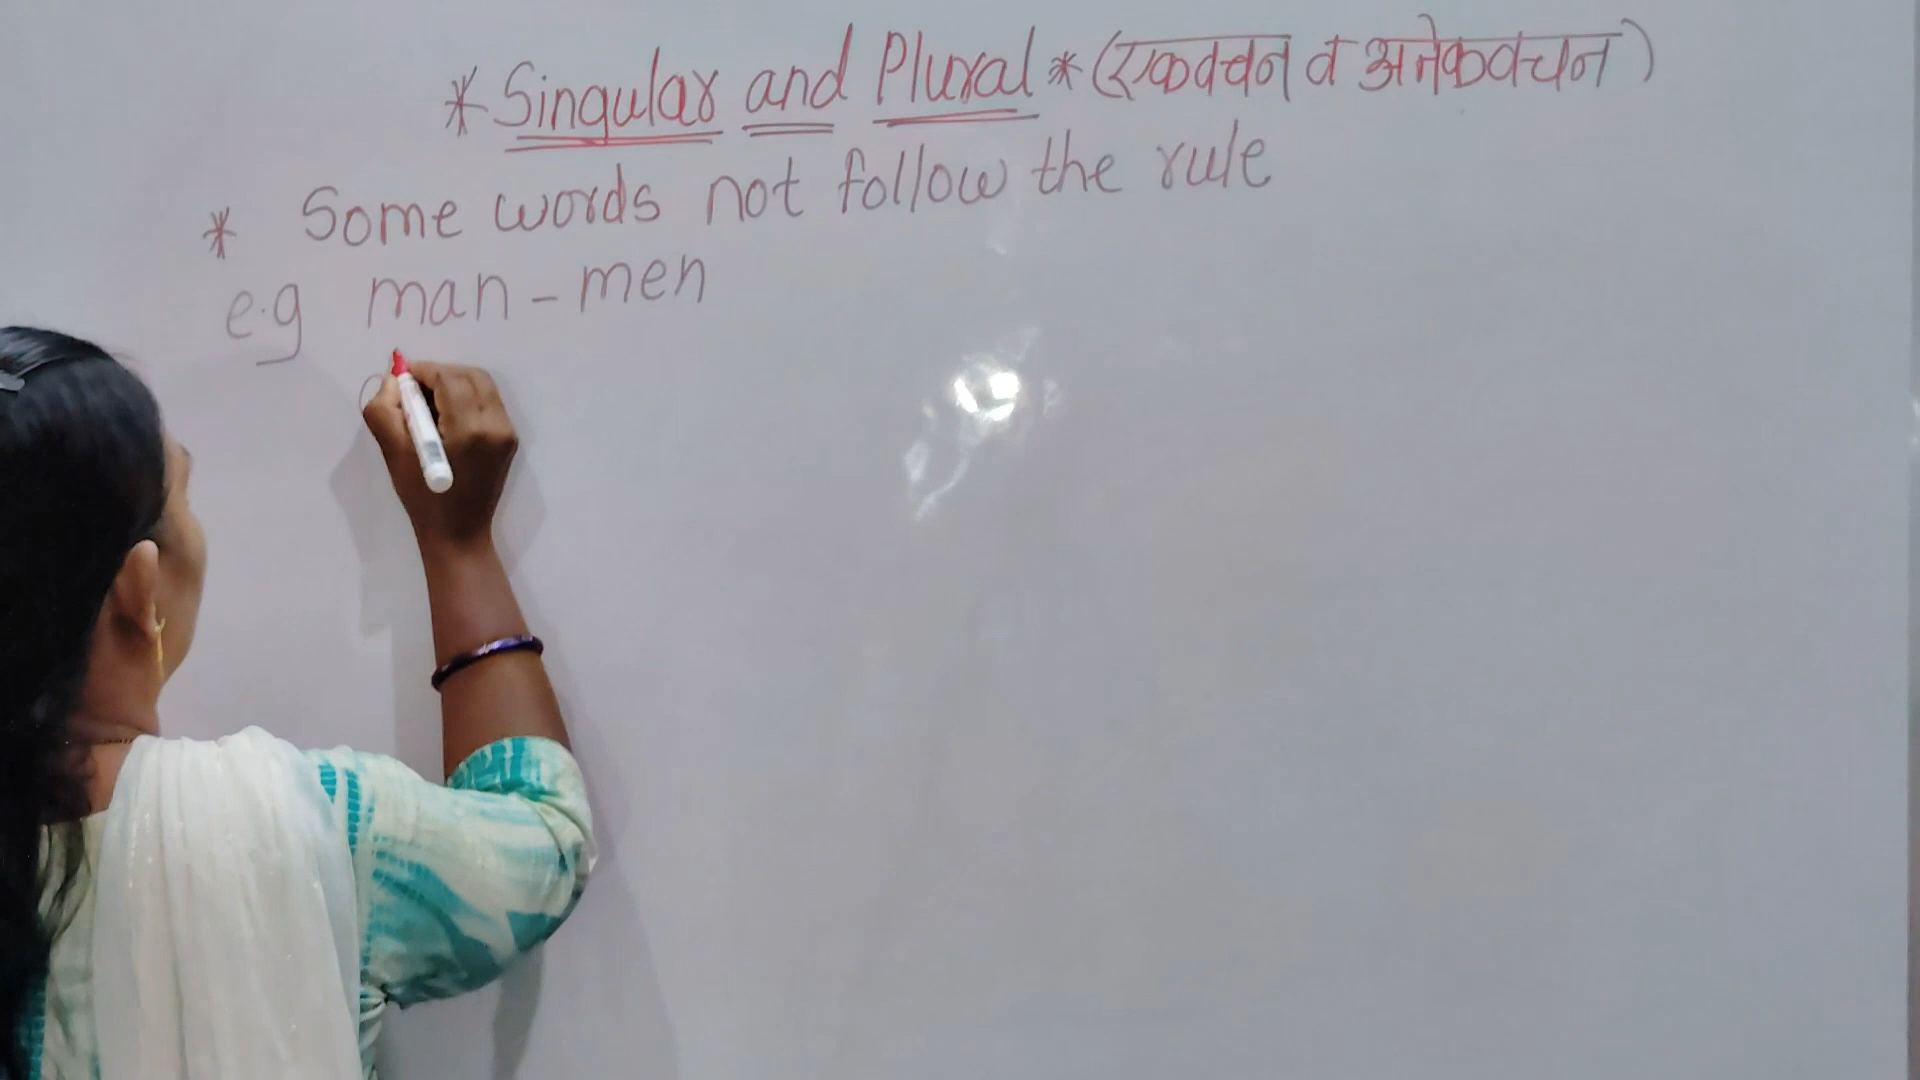 * Singular and Plural * (एकवचन व अनेकवचन)
* Some words not follow the rule
e.g man - men